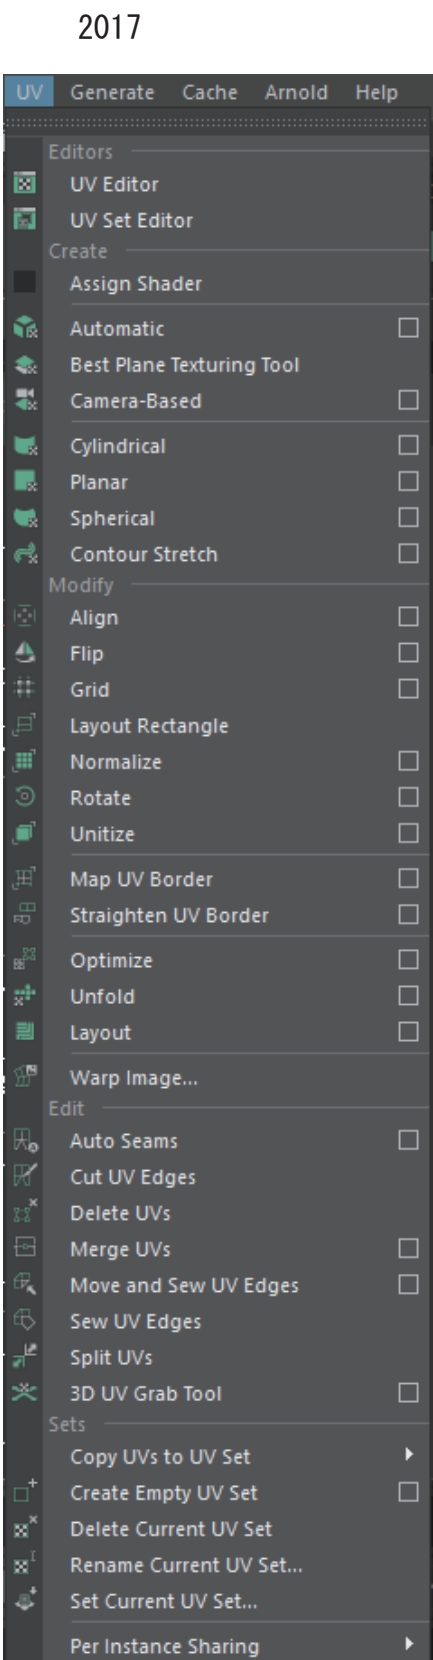 2017
UV Generate Cache Arnold Help
Editors
UV Editor
UV Set Editor
Create
Assign Shader
Automatic
Best Plane Texturing Tool
Camera-Based
Cylindrical
Planar
Spherical
Contour Stretch
Modify
Align
Flip
Grid
Layout Rectangle
Normalize
Rotate
Unitize
Map UV Border
Straighten UV Border
Optimize
Unfold
Layout
Warp Image...
Edit
Auto Seams
Cut UV Edges
Delete UVs
Merge UVs
Move and Sew UV Edges
Sew UV Edges
Split UVs
3D UV Grab Tool
Sets
Copy UVs to UV Set
Create Empty UV Set
Delete Current UV Set
Rename Current UV Set...
Set Current UV Set...
Per Instance Sharing